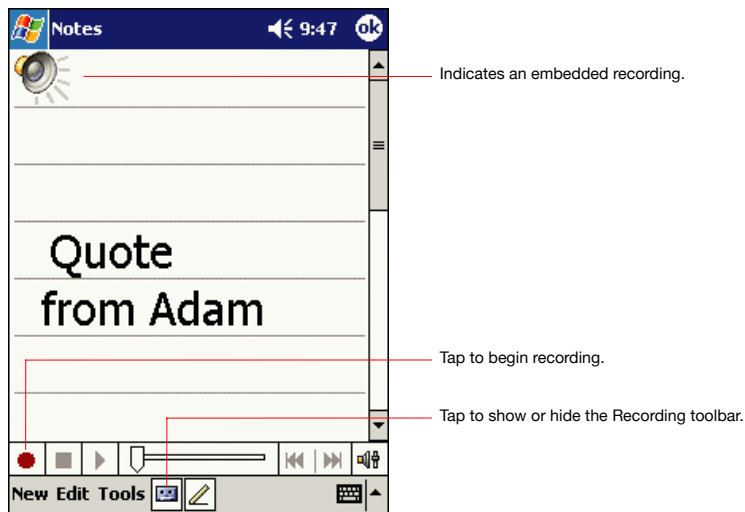 Notes 9:47 ok
Indicates an embedded recording.
Quote
from Adam
Tap to begin recording.
Tap to show or hide the Recording toolbar.
New Edit Tools